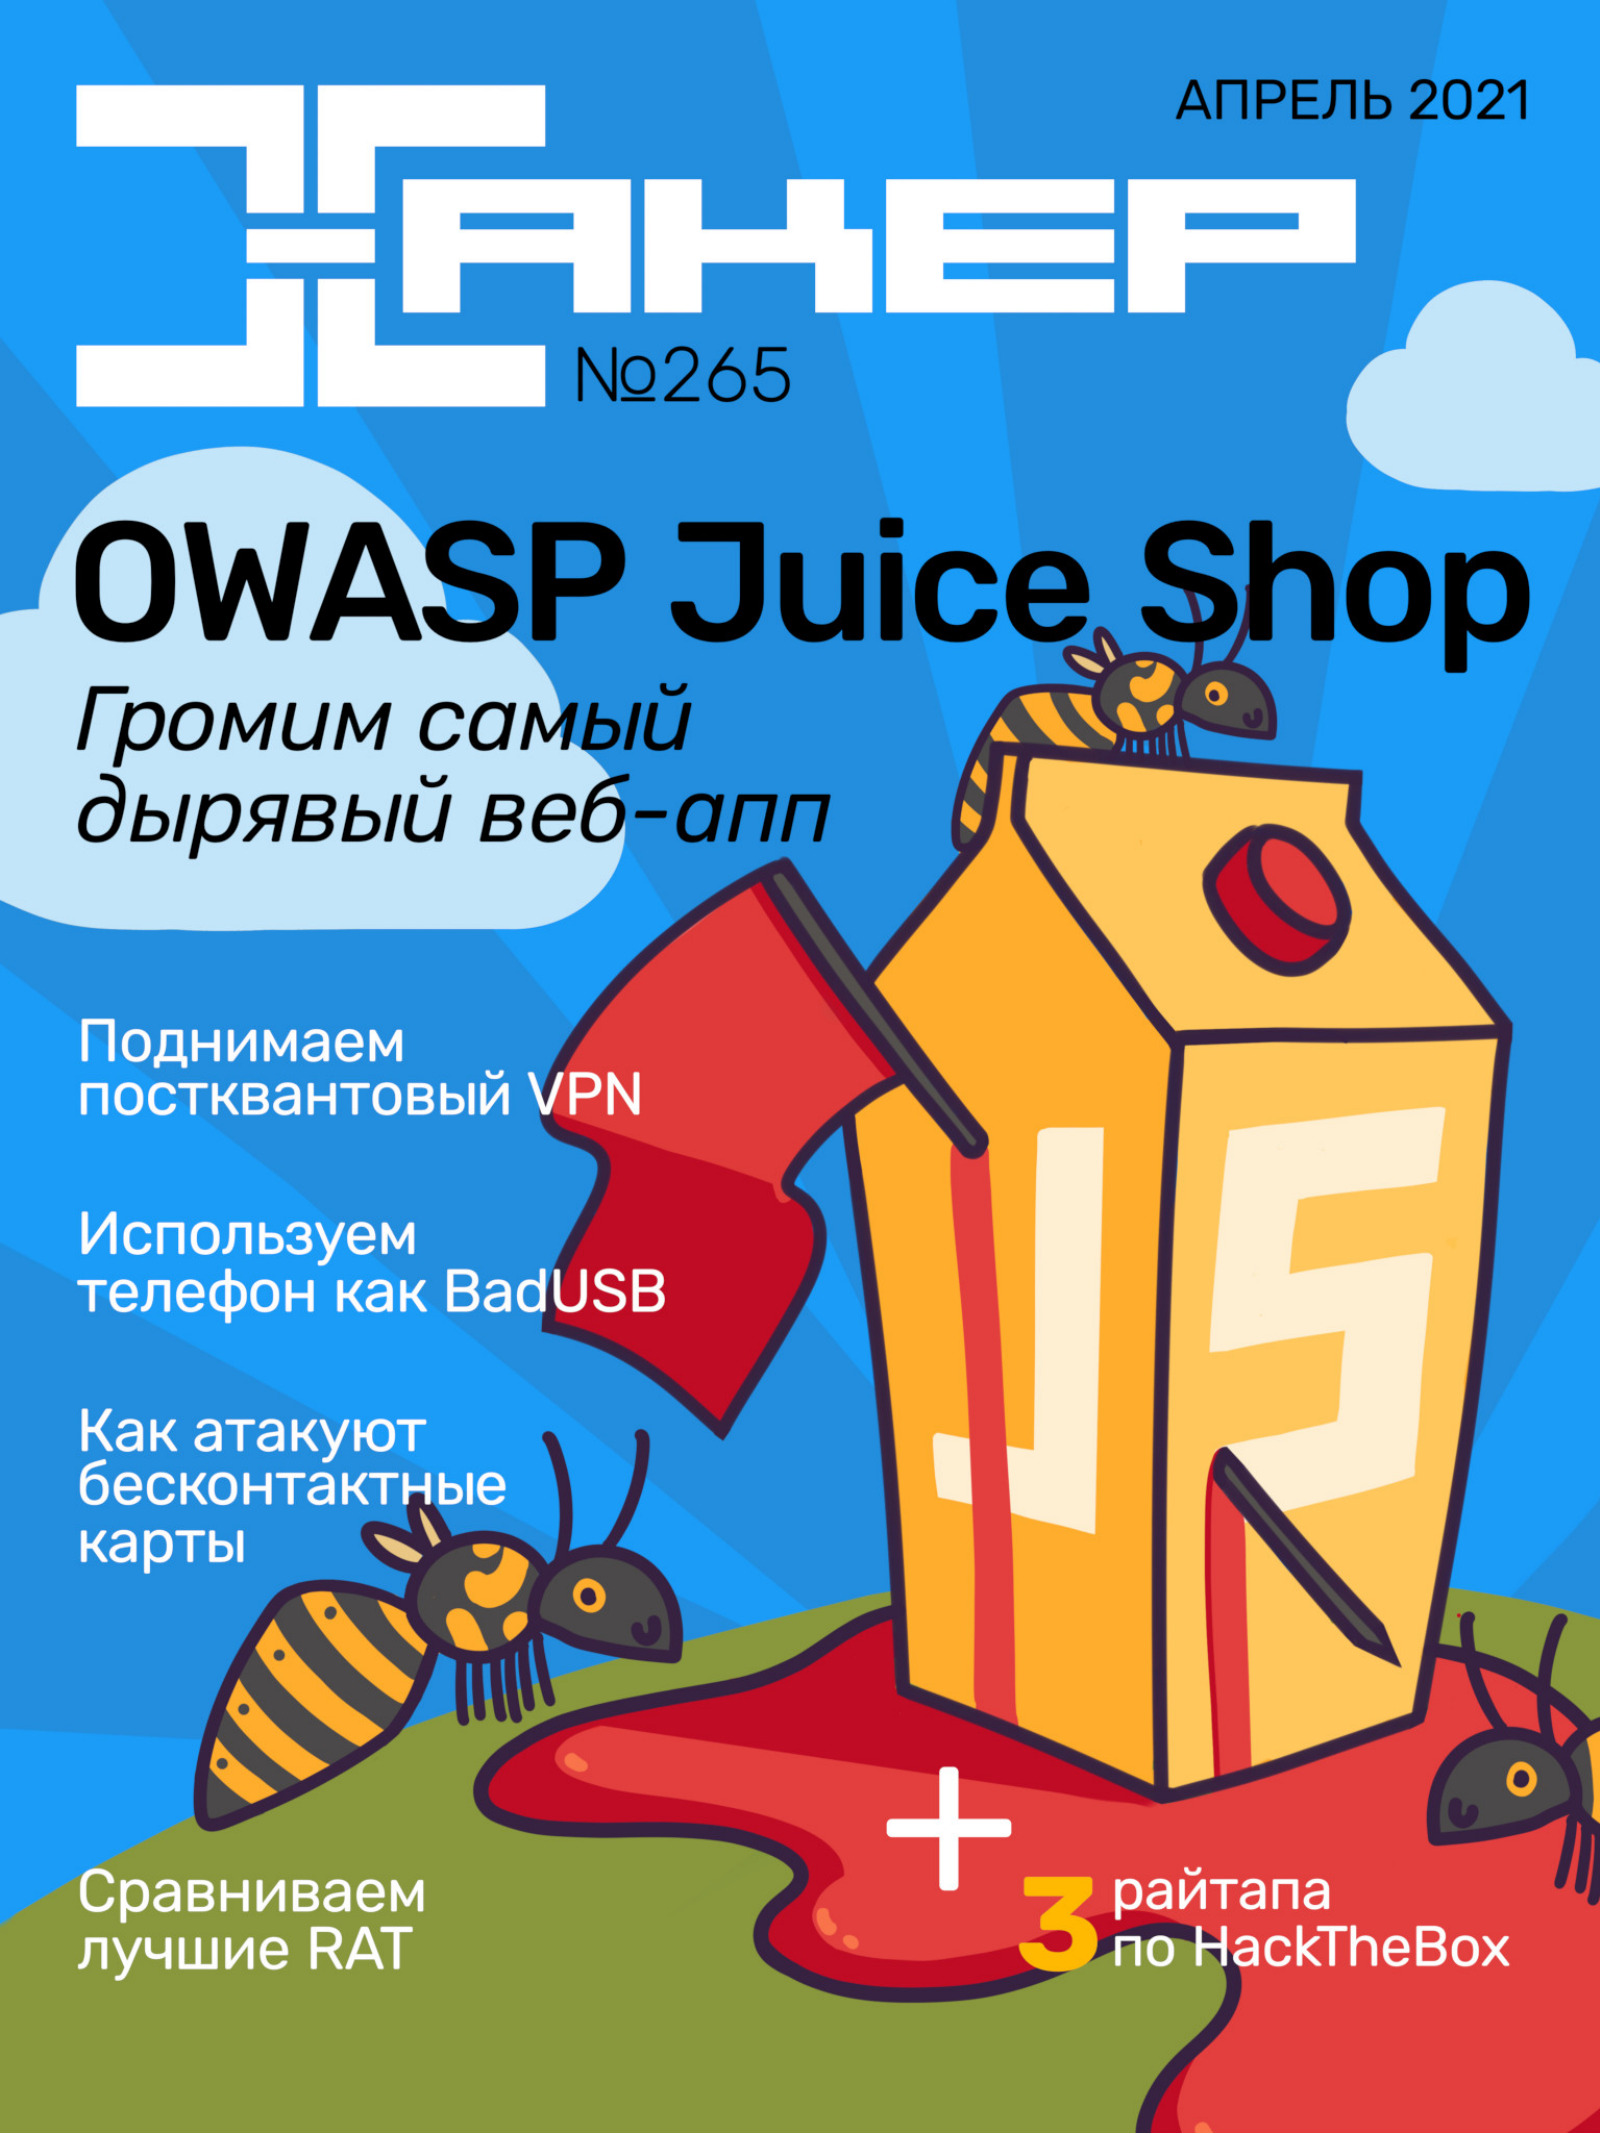 ХАКЕР
АПРЕЛЬ 2021
№265
OWASP Juice Shop
Громим самый
дырявый веб-апп
Поднимаем
постквантовый VPN
Используем
телефон как BadUSB
Как атакуют
бесконтактные
карты
JS
Сравниваем
лучшие RAT
+
3 райтапа
по HackTheBox